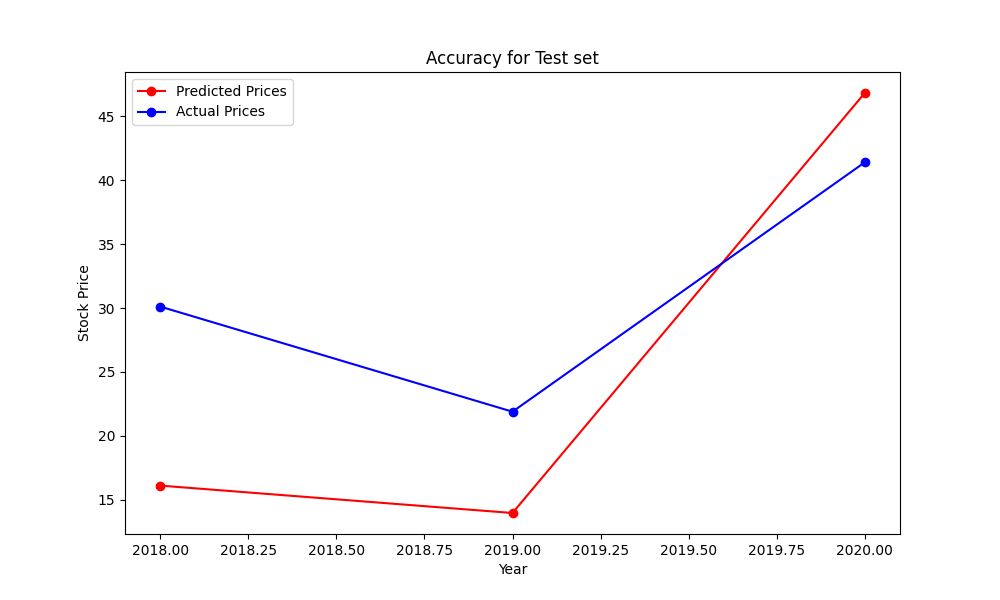 Accuracy for Test set
Predicted Prices
Actual Prices
45
40
35
30
25
20
15
Stock Price
2018.00 2018.25 2018.50 2018.75 2019.00 2019.25 2019.50 2019.75 2020.00
Year